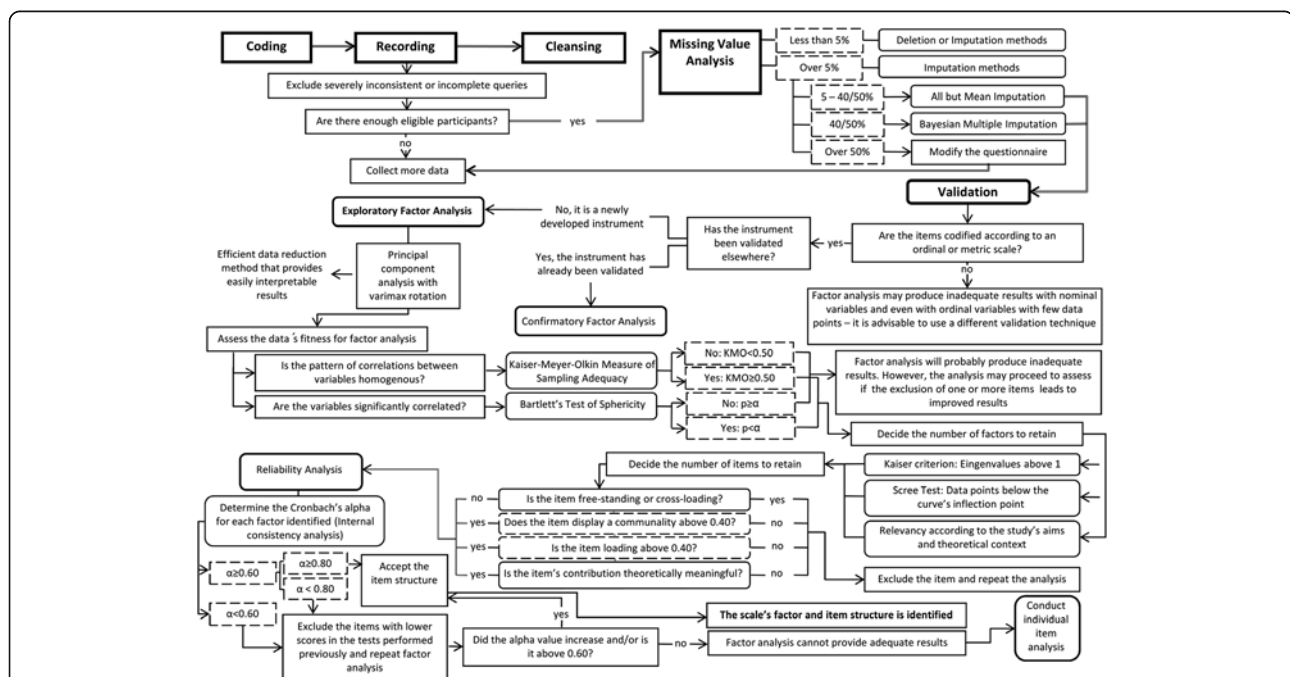 Coding
Recording
Cleansing
Exclude severely inconsistent or incomplete queries
Are there enough eligible participants?
yes
no
Collect more data
Missing Value
Analysis
Less than 5%
Deletion or Imputation methods
Over 5%
Imputation methods
5 – 40/50%
All but Mean Imputation
40/50%
Bayesian Multiple Imputation
Over 50%
Modify the questionnaire
Validation
Are the items codified according to an
ordinal or metric scale?
yes
no
Factor analysis may produce inadequate results with nominal
variables and even with ordinal variables with few data
points – it is advisable to use a different validation technique
Has the instrument
been validated
elsewhere?
No, it is a newly
developed instrument
Yes, the instrument has
already been validated
Confirmatory Factor Analysis
Exploratory Factor Analysis
Principal
component
analysis with
varimax rotation
Efficient data reduction
method that provides
easily interpretable
results
Assess the data´s fitness for factor analysis
Is the pattern of correlations between
variables homogenous?
Kaiser-Meyer-Olkin Measure of
Sampling Adequacy
No: KMO<0.50
Yes: KMO≥0.50
Are the variables significantly correlated?
Bartlett's Test of Sphericity
No: p≥α
Yes: p<α
Factor analysis will probably produce inadequate
results. However, the analysis may proceed to assess
if the exclusion of one or more items leads to
improved results
Decide the number of factors to retain
Kaiser criterion: Eingenvalues above 1
Scree Test: Data points below the
curve's inflection point
Relevancy according to the study's aims
and theoretical context
Decide the number of items to retain
no
Is the item free-standing or cross-loading?
yes
yes
Does the item display a communality above 0.40?
no
yes
Is the item loading above 0.40?
no
yes
Is the item's contribution theoretically meaningful?
no
Exclude the item and repeat the analysis
Reliability Analysis
Determine the Cronbach's alpha
for each factor identified (Internal
consistency analysis)
α≥0.60
α≥0.80
α < 0.80
α<0.60
Accept the
item structure
Exclude the items with lower
scores in the tests performed
previously and repeat factor
analysis
Did the alpha value increase and/or is
it above 0.60?
yes
no
The scale's factor and item structure is identified
Factor analysis cannot provide adequate results
Conduct
individual
item
analysis